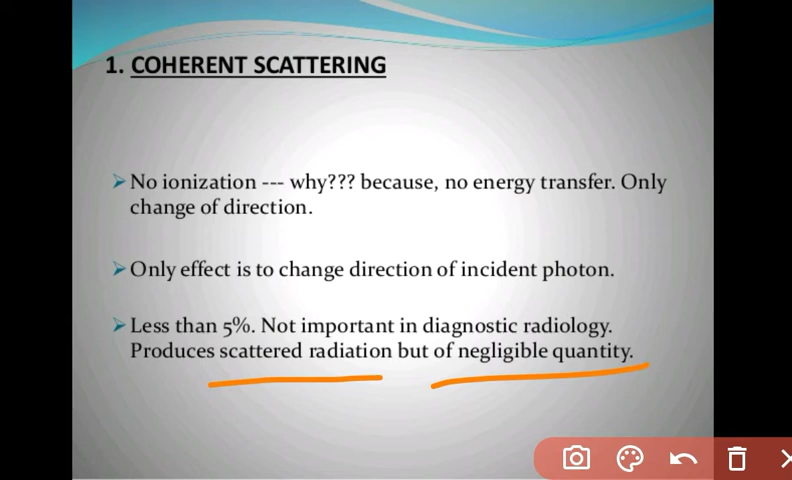 1. COHERENT SCATTERING
➢No ionization --- why??? because, no energy transfer. Only
change of direction.
➢Only effect is to change direction of incident photon.
➢Less than 5%. Not important in diagnostic radiology.
Produces scattered radiation but of negligible quantity.